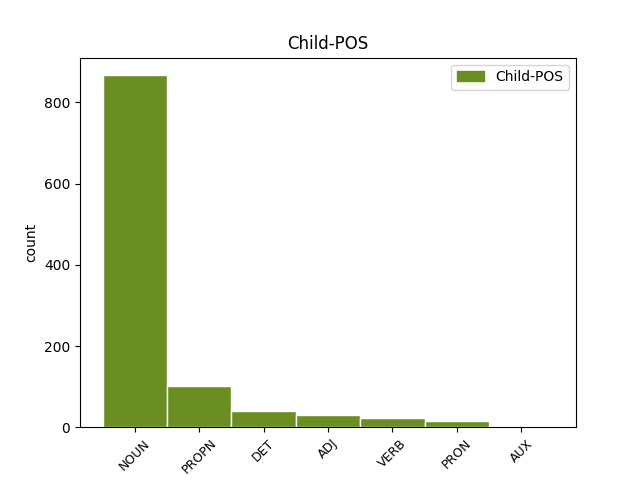 Child-POS
Child-POS
count
800
600
400
200
0
NOUN
PROPN
DET
ADJ
VERB
PRON
AUX